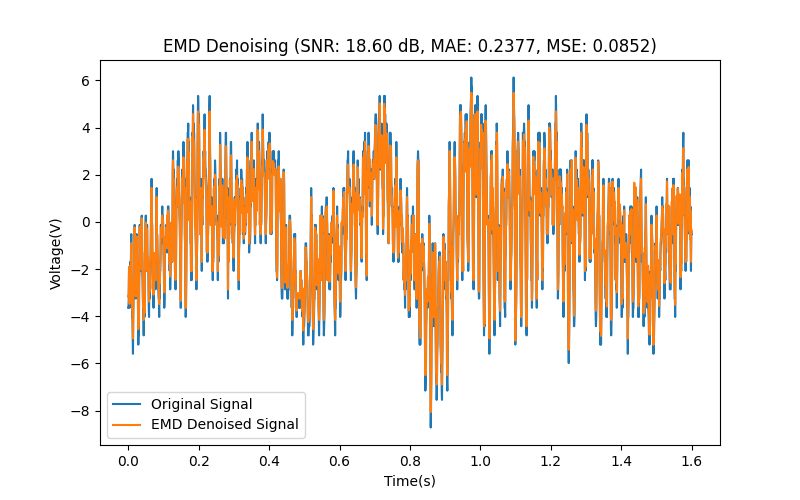 EMD Denoising (SNR: 18.60 dB, MAE: 0.2377, MSE: 0.0852)
6
4
2
0
−2
−4
−6
−8
Voltage(V)
Original Signal
EMD Denoised Signal
0.0 0.2 0.4 0.6 0.8 1.0 1.2 1.4 1.6
Time(s)